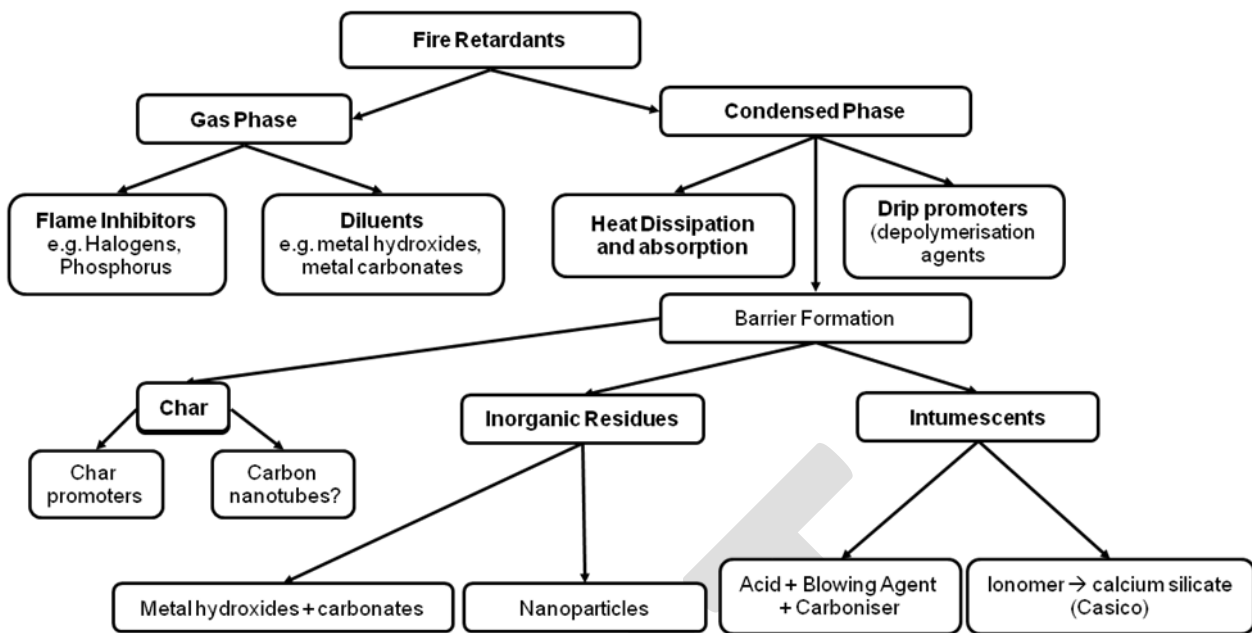 Fire Retardants
Gas Phase
Condensed Phase
Flame Inhibitors
e.g. Halogens,
Phosphorus
Diluents
e.g. metal hydroxides,
metal carbonates
Heat Dissipation
and absorption
Drip promoters
(depolymerisation
agents
Barrier Formation
Char
Inorganic Residues
Intumescents
Char
promoters
Carbon
nanotubes?
Metal hydroxides + carbonates
Nanoparticles
Acid + Blowing Agent
+ Carboniser
Ionomer → calcium silicate
(Casico)